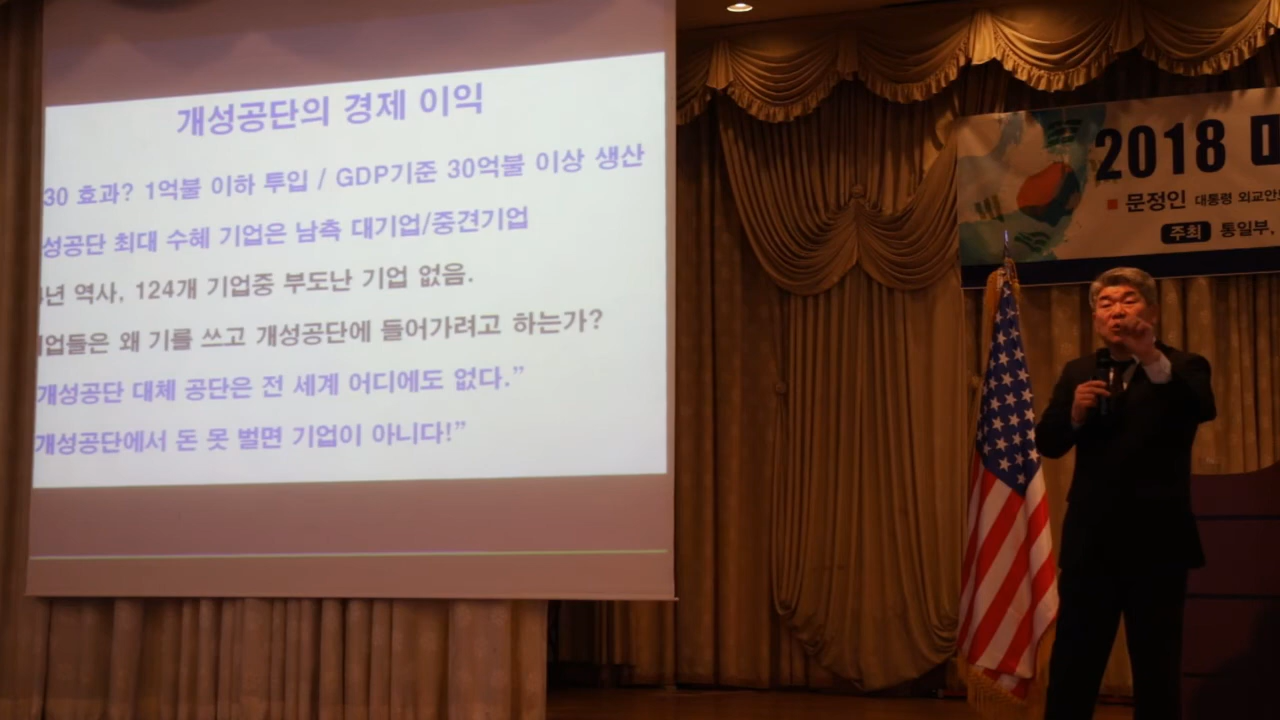 개성공단의 경제 이익
30 효과? 1억불 이하 투입 / GDP기준 30억불 이상 생산
성공단 최대 수혜 기업은 남측 대기업/중견기업
년 역사, 124개 기업중 부도난 기업 없음.
업들은 왜 기를 쓰고 개성공단에 들어가려고 하는가?
개성공단 대체 공단은 전 세계 어디에도 없다.”
개성공단에서 돈 못 벌면 기업이 아니다!”
2018
문정인 대통령 외교안
주최 통일부,